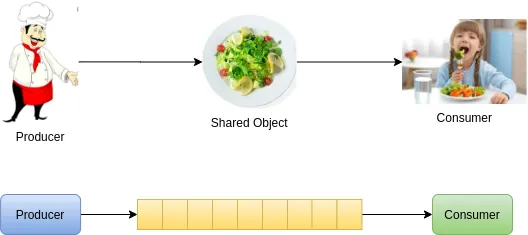 Producer
Shared Object
Consumer
Producer
Consumer